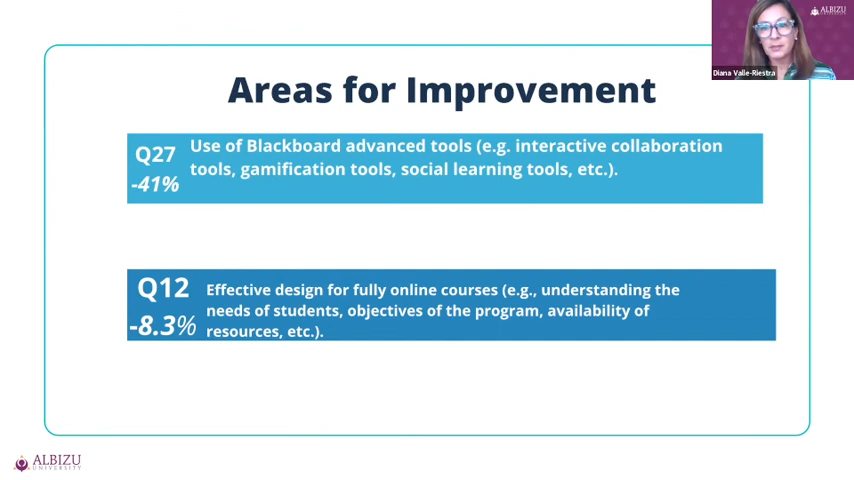 ALBIZU
UNIVERSITY
Diana Valle-Riestra
Areas for Improvement
Q27
-41%
Use of Blackboard advanced tools (e.g. interactive collaboration
tools, gamification tools, social learning tools, etc.).
Q12
-8.3%
Effective design for fully online courses (e.g., understanding the
needs of students, objectives of the program, availability of
resources, etc.).
ALBIZU
UNIVERSITY